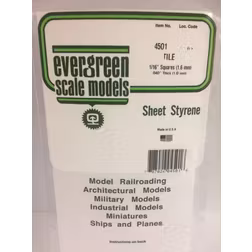 Item No.
Loc. Code
4501
TILE
1/16" Squares (1.6 mm)
evergreen
scale models
Sheet Styrene
Made in U.S.A.
Model Railroading
Architectural Models
Military Models
Industrial Models
Miniatures
Ships and Planes